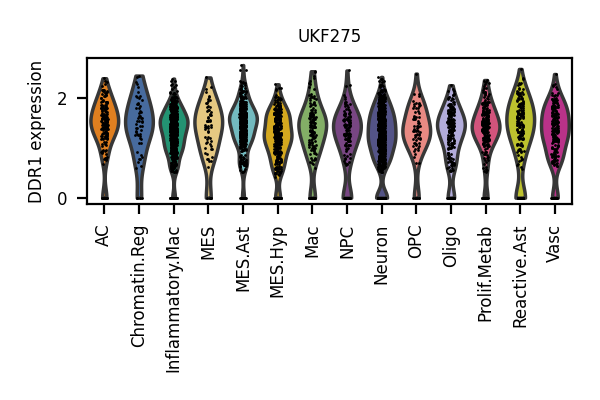 UKF275
DDR1 expression
2
0
AC
Chromatin.Reg
Inflammatory.Mac
MES
MES.Ast
MES.Hyp
Mac
NPC
Neuron
OPC
Oligo
Prolif.Metab
Reactive.Ast
Vasc